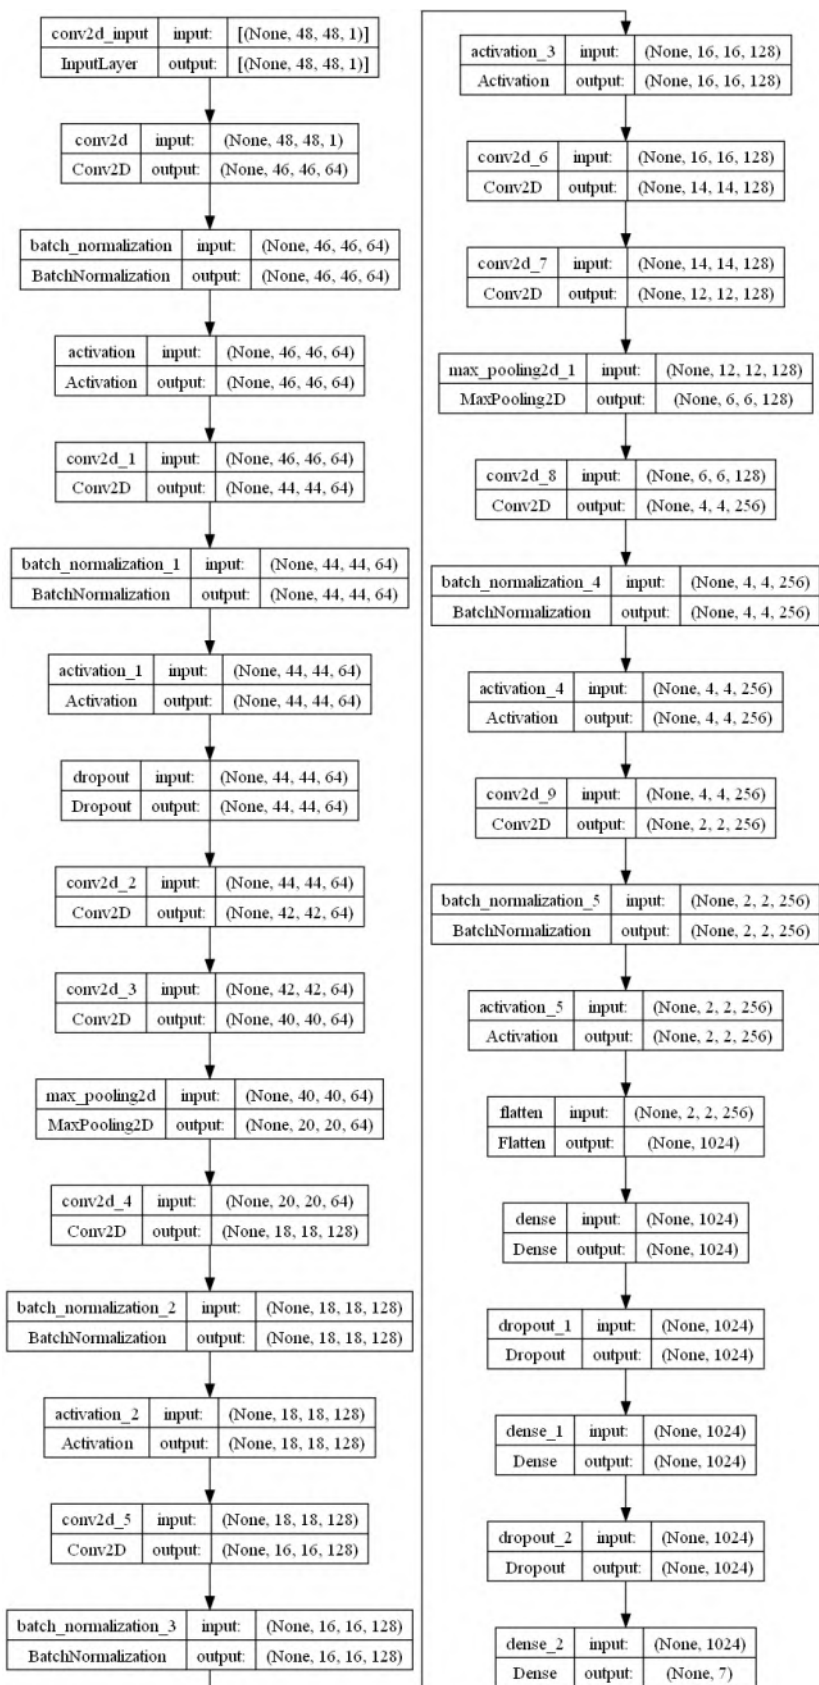 conv2d_input input: [(None, 48, 48, 1)]
InputLayer output: [(None, 48, 48, 1)]
conv2d input: (None, 48, 48, 1)
Conv2D output: (None, 46, 46, 64)
batch_normalization input: (None, 46, 46, 64)
BatchNormalization output: (None, 46, 46, 64)
activation input: (None, 46, 46, 64)
Activation output: (None, 46, 46, 64)
conv2d_1 input: (None, 46, 46, 64)
Conv2D output: (None, 44, 44, 64)
batch_normalization_1 input: (None, 44, 44, 64)
BatchNormalization output: (None, 44, 44, 64)
activation_1 input: (None, 44, 44, 64)
Activation output: (None, 44, 44, 64)
dropout input: (None, 44, 44, 64)
Dropout output: (None, 44, 44, 64)
conv2d_2 input: (None, 44, 44, 64)
Conv2D output: (None, 42, 42, 64)
conv2d_3 input: (None, 42, 42, 64)
Conv2D output: (None, 40, 40, 64)
max_pooling2d input: (None, 40, 40, 64)
MaxPooling2D output: (None, 20, 20, 64)
conv2d_4 input: (None, 20, 20, 64)
Conv2D output: (None, 18, 18, 128)
batch_normalization_2 input: (None, 18, 18, 128)
BatchNormalization output: (None, 18, 18, 128)
activation_2 input: (None, 18, 18, 128)
Activation output: (None, 18, 18, 128)
conv2d_5 input: (None, 18, 18, 128)
Conv2D output: (None, 16, 16, 128)
batch_normalization_3 input: (None, 16, 16, 128)
BatchNormalization output: (None, 16, 16, 128)
activation_3 input: (None, 16, 16, 128)
Activation output: (None, 16, 16, 128)
conv2d_6 input: (None, 16, 16, 128)
Conv2D output: (None, 14, 14, 128)
conv2d_7 input: (None, 14, 14, 128)
Conv2D output: (None, 12, 12, 128)
max_pooling2d_1 input: (None, 12, 12, 128)
MaxPooling2D output: (None, 6, 6, 128)
conv2d_8 input: (None, 6, 6, 128)
Conv2D output: (None, 4, 4, 256)
batch_normalization_4 input: (None, 4, 4, 256)
BatchNormalization output: (None, 4, 4, 256)
activation_4 input: (None, 4, 4, 256)
Activation output: (None, 4, 4, 256)
conv2d_9 input: (None, 4, 4, 256)
Conv2D output: (None, 2, 2, 256)
batch_normalization_5 input: (None, 2, 2, 256)
BatchNormalization output: (None, 2, 2, 256)
activation_5 input: (None, 2, 2, 256)
Activation output: (None, 2, 2, 256)
flatten input: (None, 2, 2, 256)
Flatten output: (None, 1024)
dense input: (None, 1024)
Dense output: (None, 1024)
dropout_1 input: (None, 1024)
Dropout output: (None, 1024)
dense_1 input: (None, 1024)
Dense output: (None, 1024)
dropout_2 input: (None, 1024)
Dropout output: (None, 1024)
dense_2 input: (None, 1024)
Dense output: (None, 7)